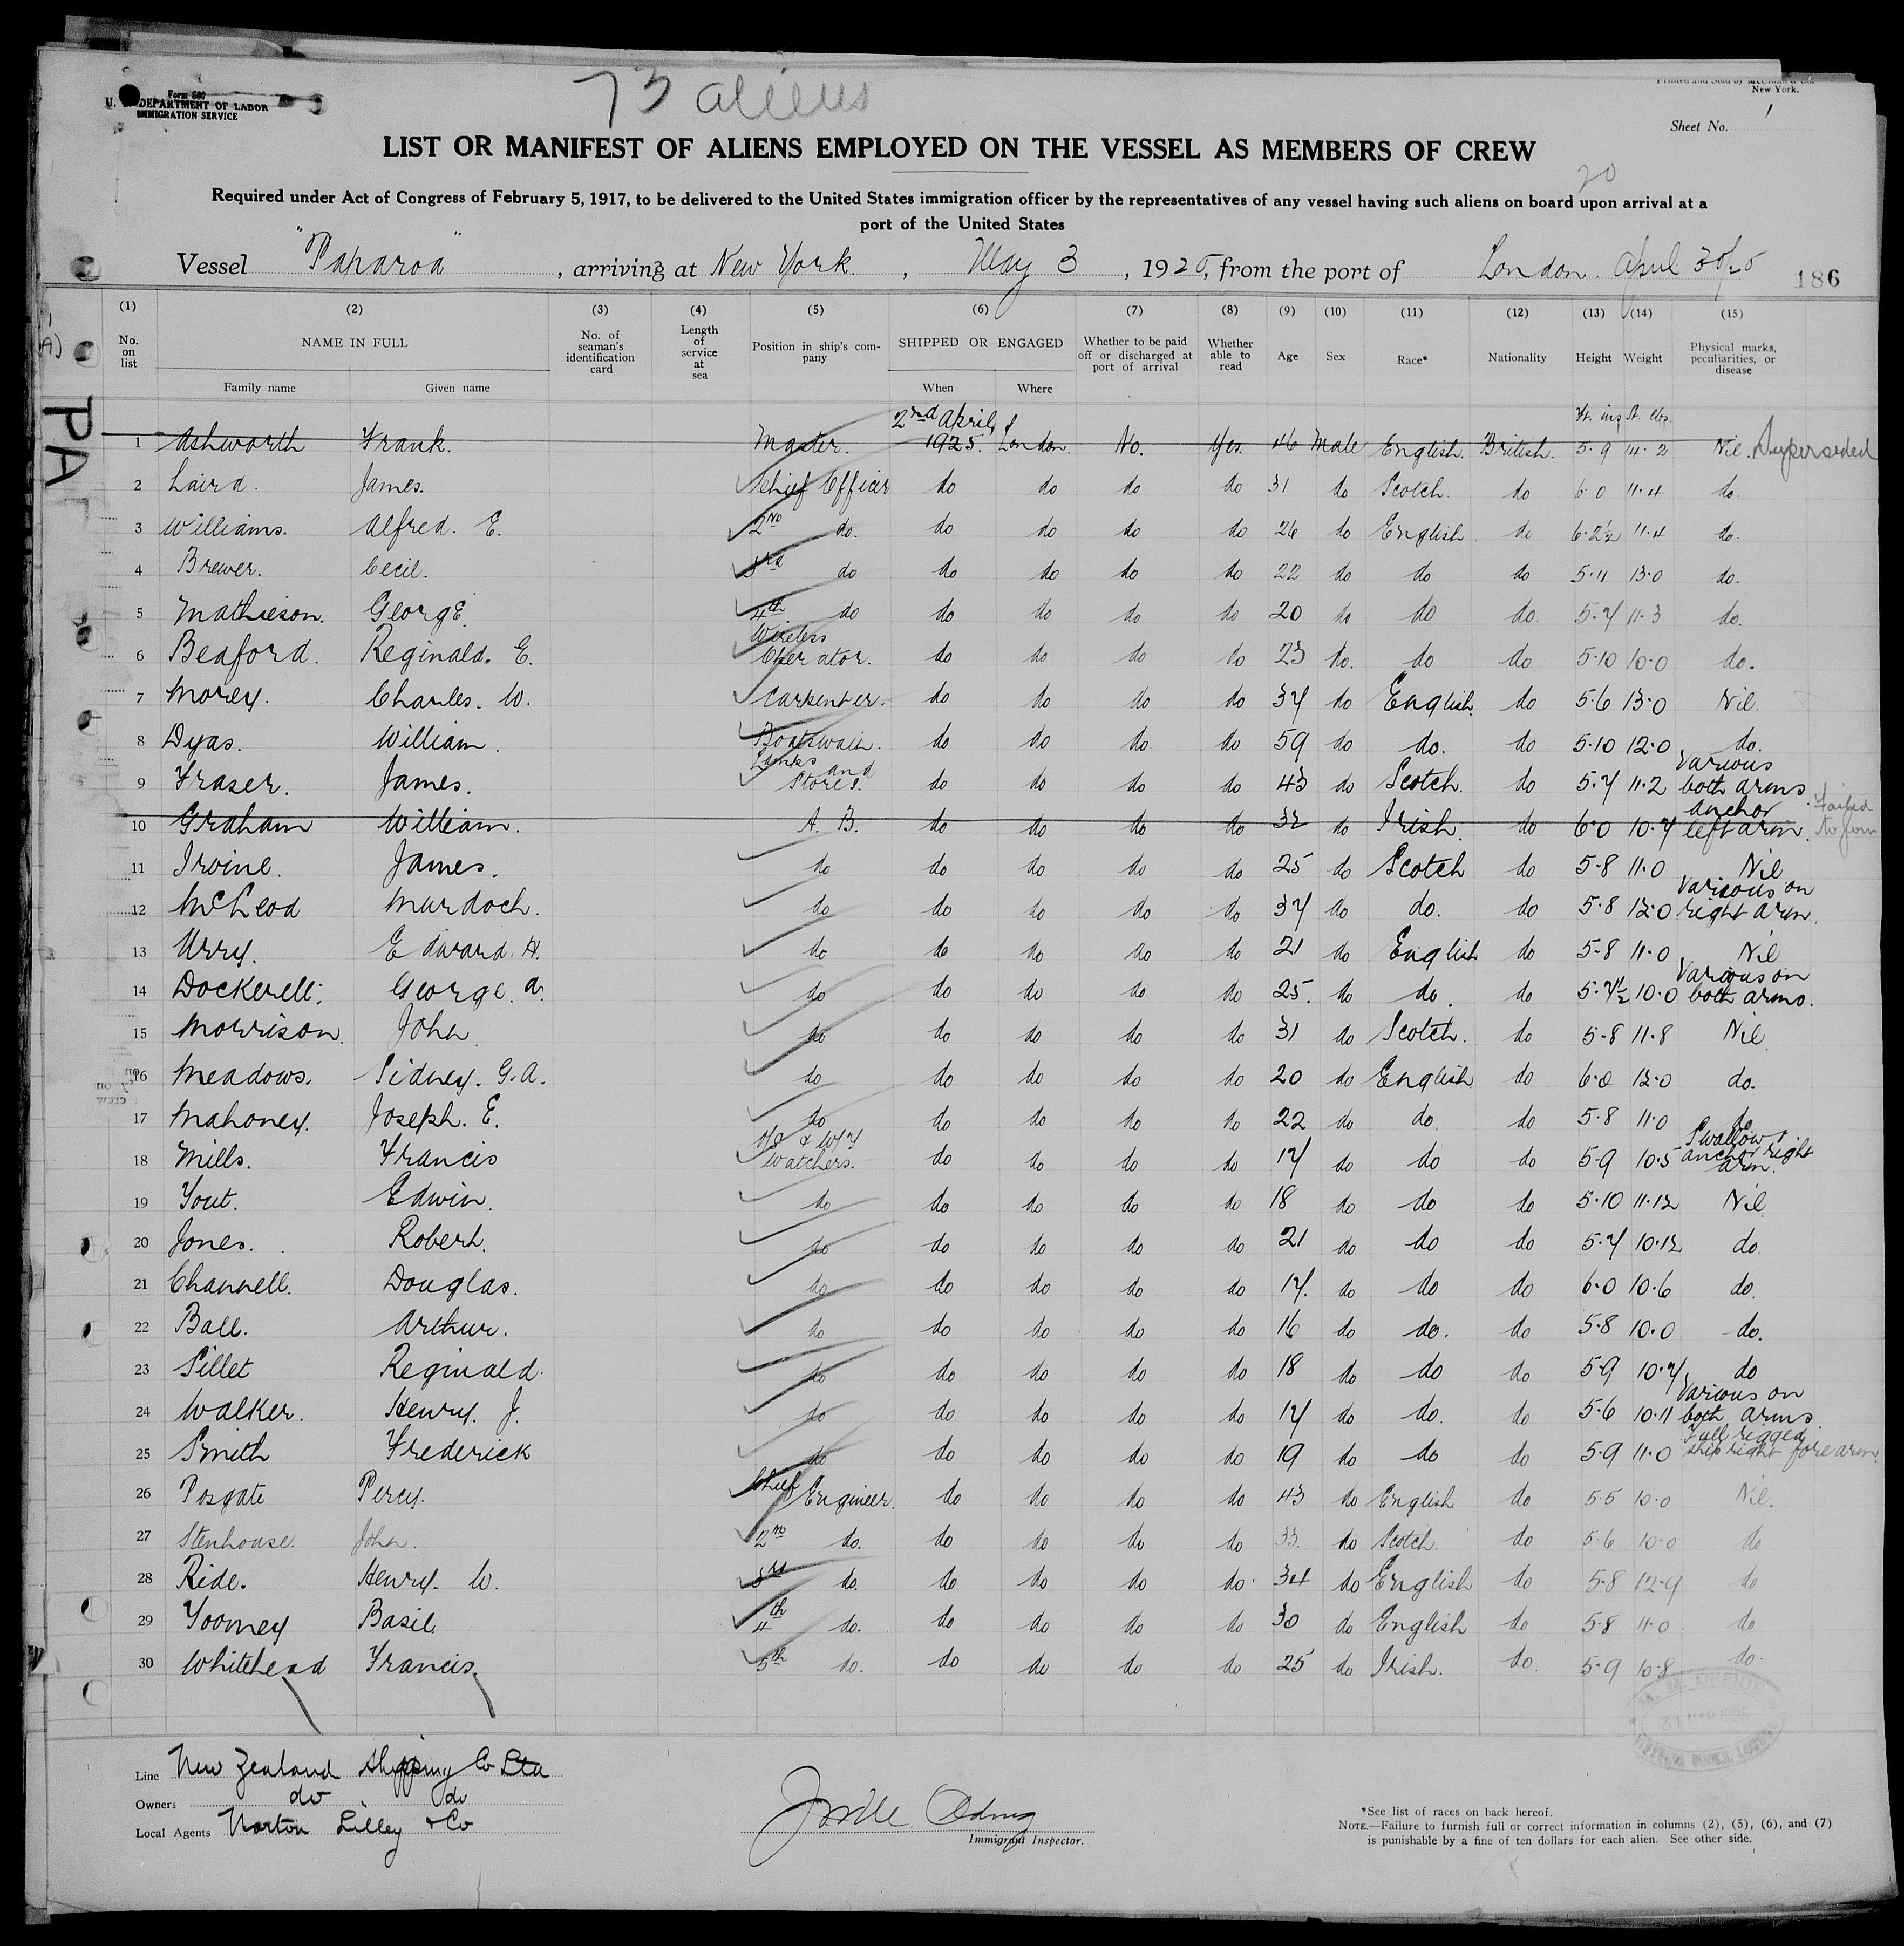 73 aliens
Form 680
U. S. DEPARTMENT OF LABOR
IMMIGRATION SERVICE
New York.
Sheet No. 1
LIST OR MANIFEST OF ALIENS EMPLOYED ON THE VESSEL AS MEMBERS OF CREW
20
Required under Act of Congress of February 5, 1917, to be delivered to the United States immigration officer by the representatives of any vessel having such aliens on board upon arrival at a
port of the United States
Vessel "Paparoa", arriving at New York, May 3, 1925, from the port of London April
186
(1) (2) (3) (4) (5) (6) (7) (8) (9) (10) (11) (12) (13) (14) (15)
No. on list NAME IN FULL Family name Given name No. of seaman's identification card Length of service at sea Position in ship's company SHIPPED OR ENGAGED When Where Whether to be paid off or discharged at port of arrival Whether able to read Age Sex Race* Nationality Height Weight Physical marks, peculiarities, or disease
PA
Ft. ins St. lbs
1 Ashworth Frank. Master. 2nd April, 1925. London. No. Yes. 46 Male English. British. 5-9 14-2 Nil. Superseded
2 Laird. James. Chief Officer do do do do 31 do Scotch. do 6-0 11-4 do.
3 Williams. Alfred. E. 2ND do. do do do do 26 do English. do 6-2½ 11-4 do.
4 Brewer. Cecil. 3rd do do do do do 22 do do do 5-11 13-0 do.
5 Mathieson. George. 4th do do do do do 20 do do do 5-7 11-3 do.
6 Beaford. Reginald. E. Wireless Operator. do do do do 23 do. do do 5-10 10-0 do.
7 Morey. Charles. W. Carpenter. do do do do 37 do English. do 5-6 13-0 Nil.
8 Dyas. William. Boatswain. do do do do 59 do do. do 5-10 12-0 do.
9 Fraser. James. Lamps and Stores. do do do do 43 do Scotch. do 5-7 11-2 Various both arms.
10 Graham William. A. B. do do do do 32 do Irish. do 6-0 10-7 anchor left arm. Failed to join
11 Irvine. James. do do do do do 25 do Scotch do 5-8 11-0 Nil
12 McLeod Murdoch. do do do do do 37 do do. do 5-8 12-0 Various on right arm.
13 Urry. Edward. H. do do do do do 21 do English do 5-8 11-0 Nil
14 Dockerell. George. A. do do do do do 25. do do. do 5-7½ 10-0 Various on both arms.
15 Morrison. John do do do do do 31 do Scotch. do 5-8 11-8 Nil
16 Meadows. Sidney. G. A. do do do do do 20 do English do 6-0 12-0 do.
17 Mahoney. Joseph. E. do do do do do 22 do do do 5-8 11-0 do
18 Mills. Francis Watchers. do do do do 17 do do do 5-9 10-5 Swallow & anchor right arm.
19 Yout. Edwin. do do do do do 18 do do do 5-10 11-12 Nil
20 Jones. Robert. do do do do do 21 do do do 5-7 10-12 do.
21 Channell. Douglas. do do do do do 17. do do do 6-0 10-6 do.
22 Ball. Arthur. do do do do do 16 do do. do 5-8 10-0 do.
23 Sillet Reginald. do do do do do 18 do do do 5-9 10-7 do
24 Walker. Henry. J. do do do do do 17 do do. do 5-6 10-11 Various on both arms.
25 Smith Frederick do do do do do 19 do do do 5-9 11-0 Full rigged ship right forearm.
26 Posgate Percy. Chief Engineer. do do do do 43 do English do 5-5 10-0 Nil.
27 Stenhouse. John. 2ND do. do do do do 33. do Scotch. do 5-6 10-0 do
28 Ride. Henry. W. 3rd do. do do do do. 34 do English do 5-8 12-9 do
29 Toomey Basil 4th do. do do do do 30 do English do 5-8 11-0 do
30 Whitehead Francis. 5th do. do do do do 25 do Irish. do 5-9 10-8 do.
Line New Zealand Shipping Co Ltd
Owners do do
Local Agents Norton Lilley & Co
Immigrant Inspector.
*See list of races on back hereof.
NOTE.—Failure to furnish full or correct information in columns (2), (5), (6), and (7)
is punishable by a fine of ten dollars for each alien. See other side.